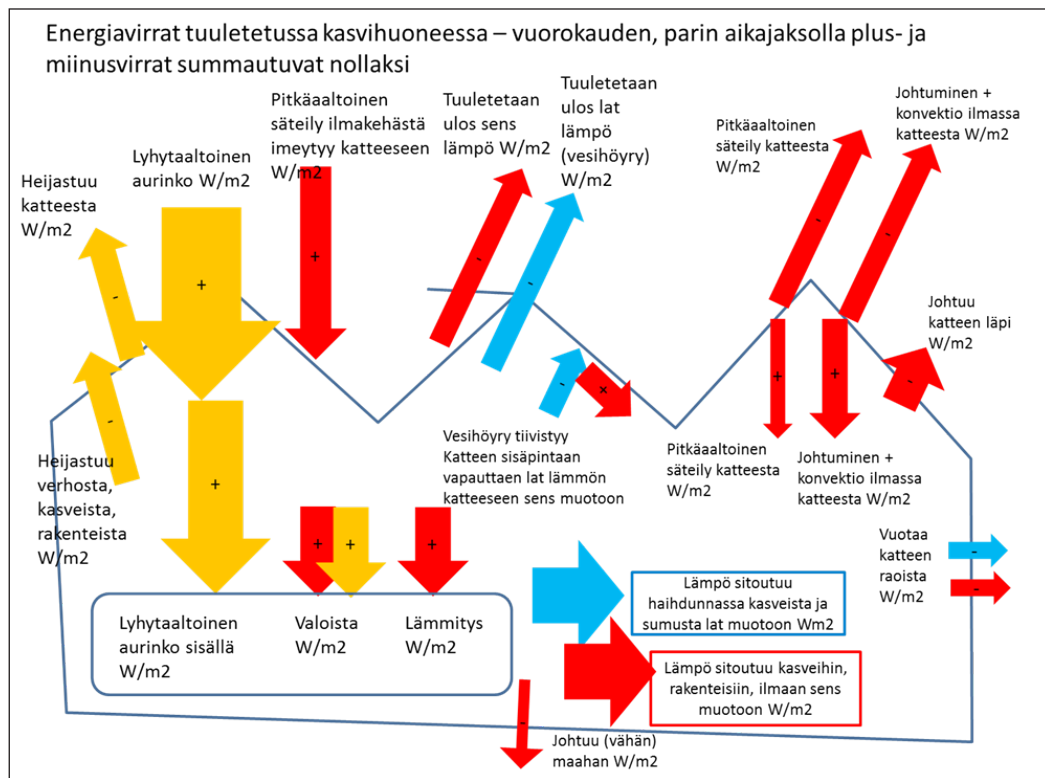 Energiavirrat tuuletetussa kasvihuoneessa – vuorokauden, parin aikajaksolla plus- ja
miinusvirrat summautuvat nollaksi
Heijastuu
katteesta
W/m2
Lyhytaaltoinen
aurinko W/m2
Pitkäaaltoinen
säteily ilmakehästä
imeytyy katteeseen
W/m2
Tuuletetaan
ulos sens
lämpö W/m2
Tuuletetaan
ulos lat
lämpö
(vesihöyry)
W/m2
Pitkäaaltoinen
säteily katteesta
W/m2
Johtuminen +
konvektio ilmassa
katteesta W/m2
-
+
+
-
-
-
-
Johtuu
katteen läpi
W/m2
-
-
+
+
+
-
Heijastuu
verhosta,
kasveista,
rakenteista
W/m2
+
Vesihöyry tiivistyy
Katteen sisäpintaan
vapauttaen lat lämmön
katteeseen sens muotoon
Pitkäaaltoinen
säteily katteesta
W/m2
Johtuminen +
konvektio ilmassa
katteesta W/m2
+
+
+
Vuotaa
katteen
raoista
W/m2
-
-
Lyhytaaltoinen
aurinko sisällä
W/m2
Valoista
W/m2
Lämmitys
W/m2
Lämpö sitoutuu
haihdunnassa kasveista ja
sumusta lat muotoon Wm2
Lämpö sitoutuu kasveihin,
rakenteisiin, ilmaan sens
muotoon W/m2
-
Johtuu (vähän)
maahan W/m2